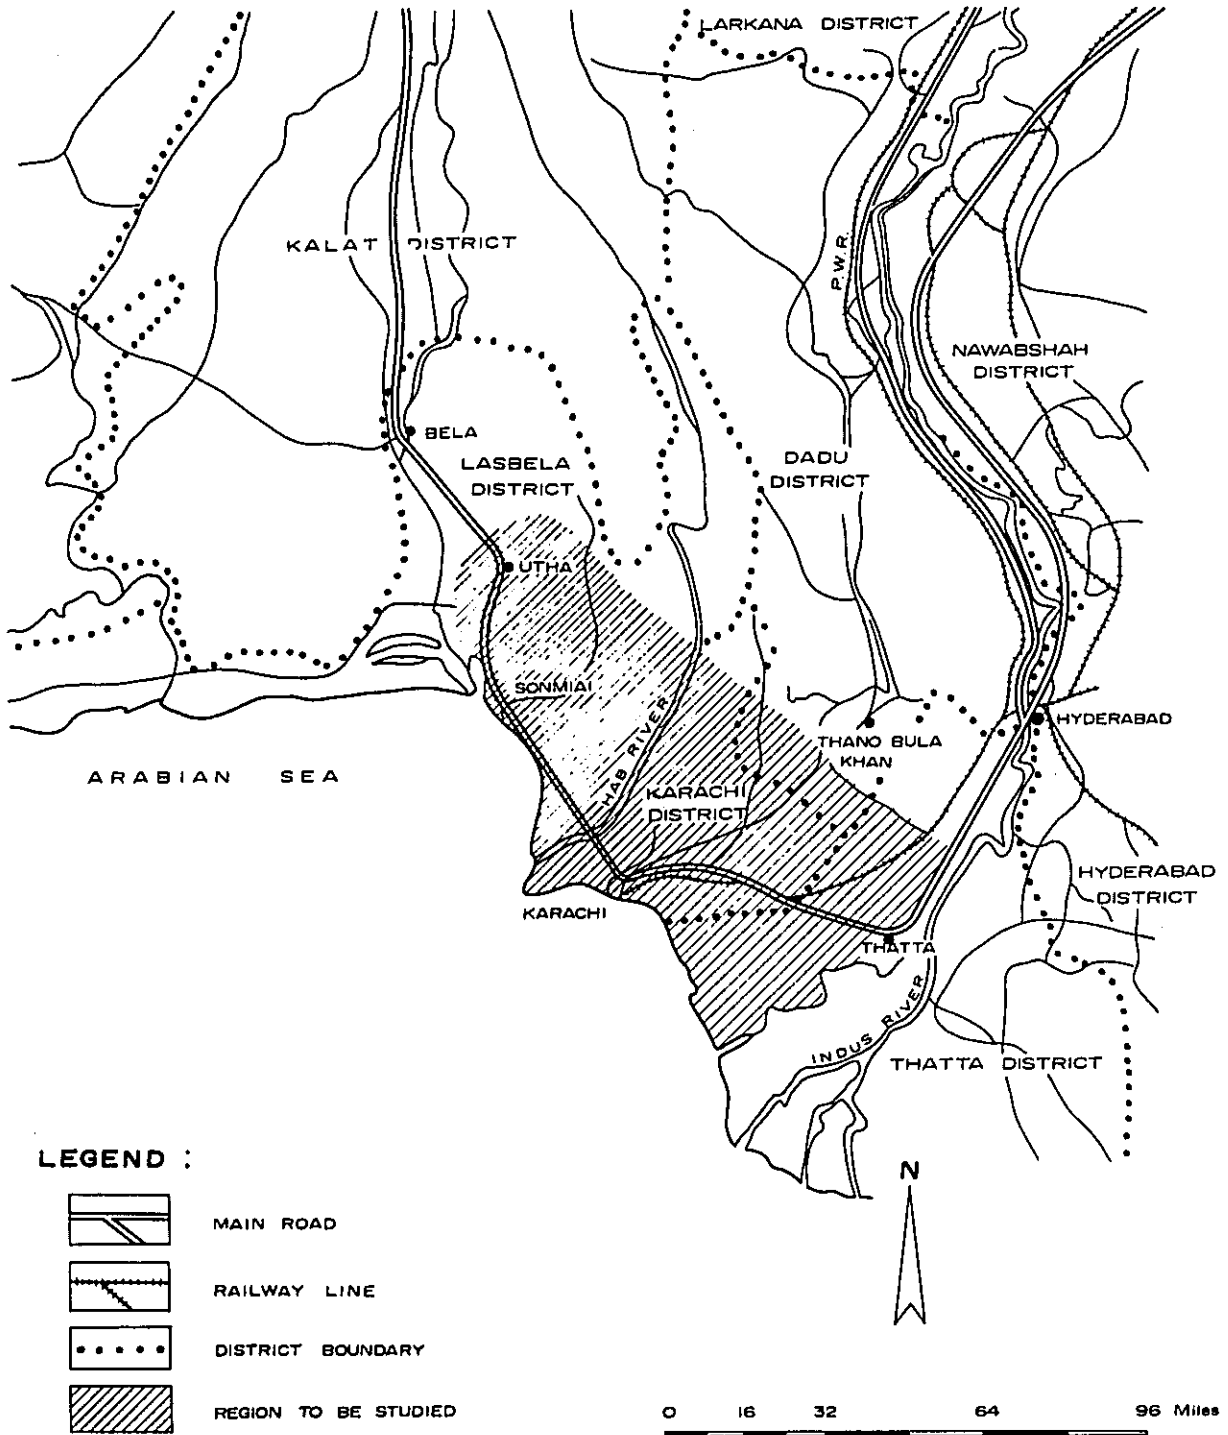 LARKANA DISTRICT
KALAT DISTRICT
P.W.R.
NAWABSHAH
DISTRICT
BELA
LASBELA
DISTRICT
DADU
DISTRICT
UTHA
SONMIAI
HAB RIVER
THANO BULA
KHAN
HYDERABAD
ARABIAN SEA
KARACHI
DISTRICT
HYDERABAD
DISTRICT
KARACHI
THATTA
INDUS RIVER
THATTA DISTRICT
LEGEND :
N
MAIN ROAD
RAILWAY LINE
DISTRICT BOUNDARY
REGION TO BE STUDIED
0 16 32 64 96 Miles